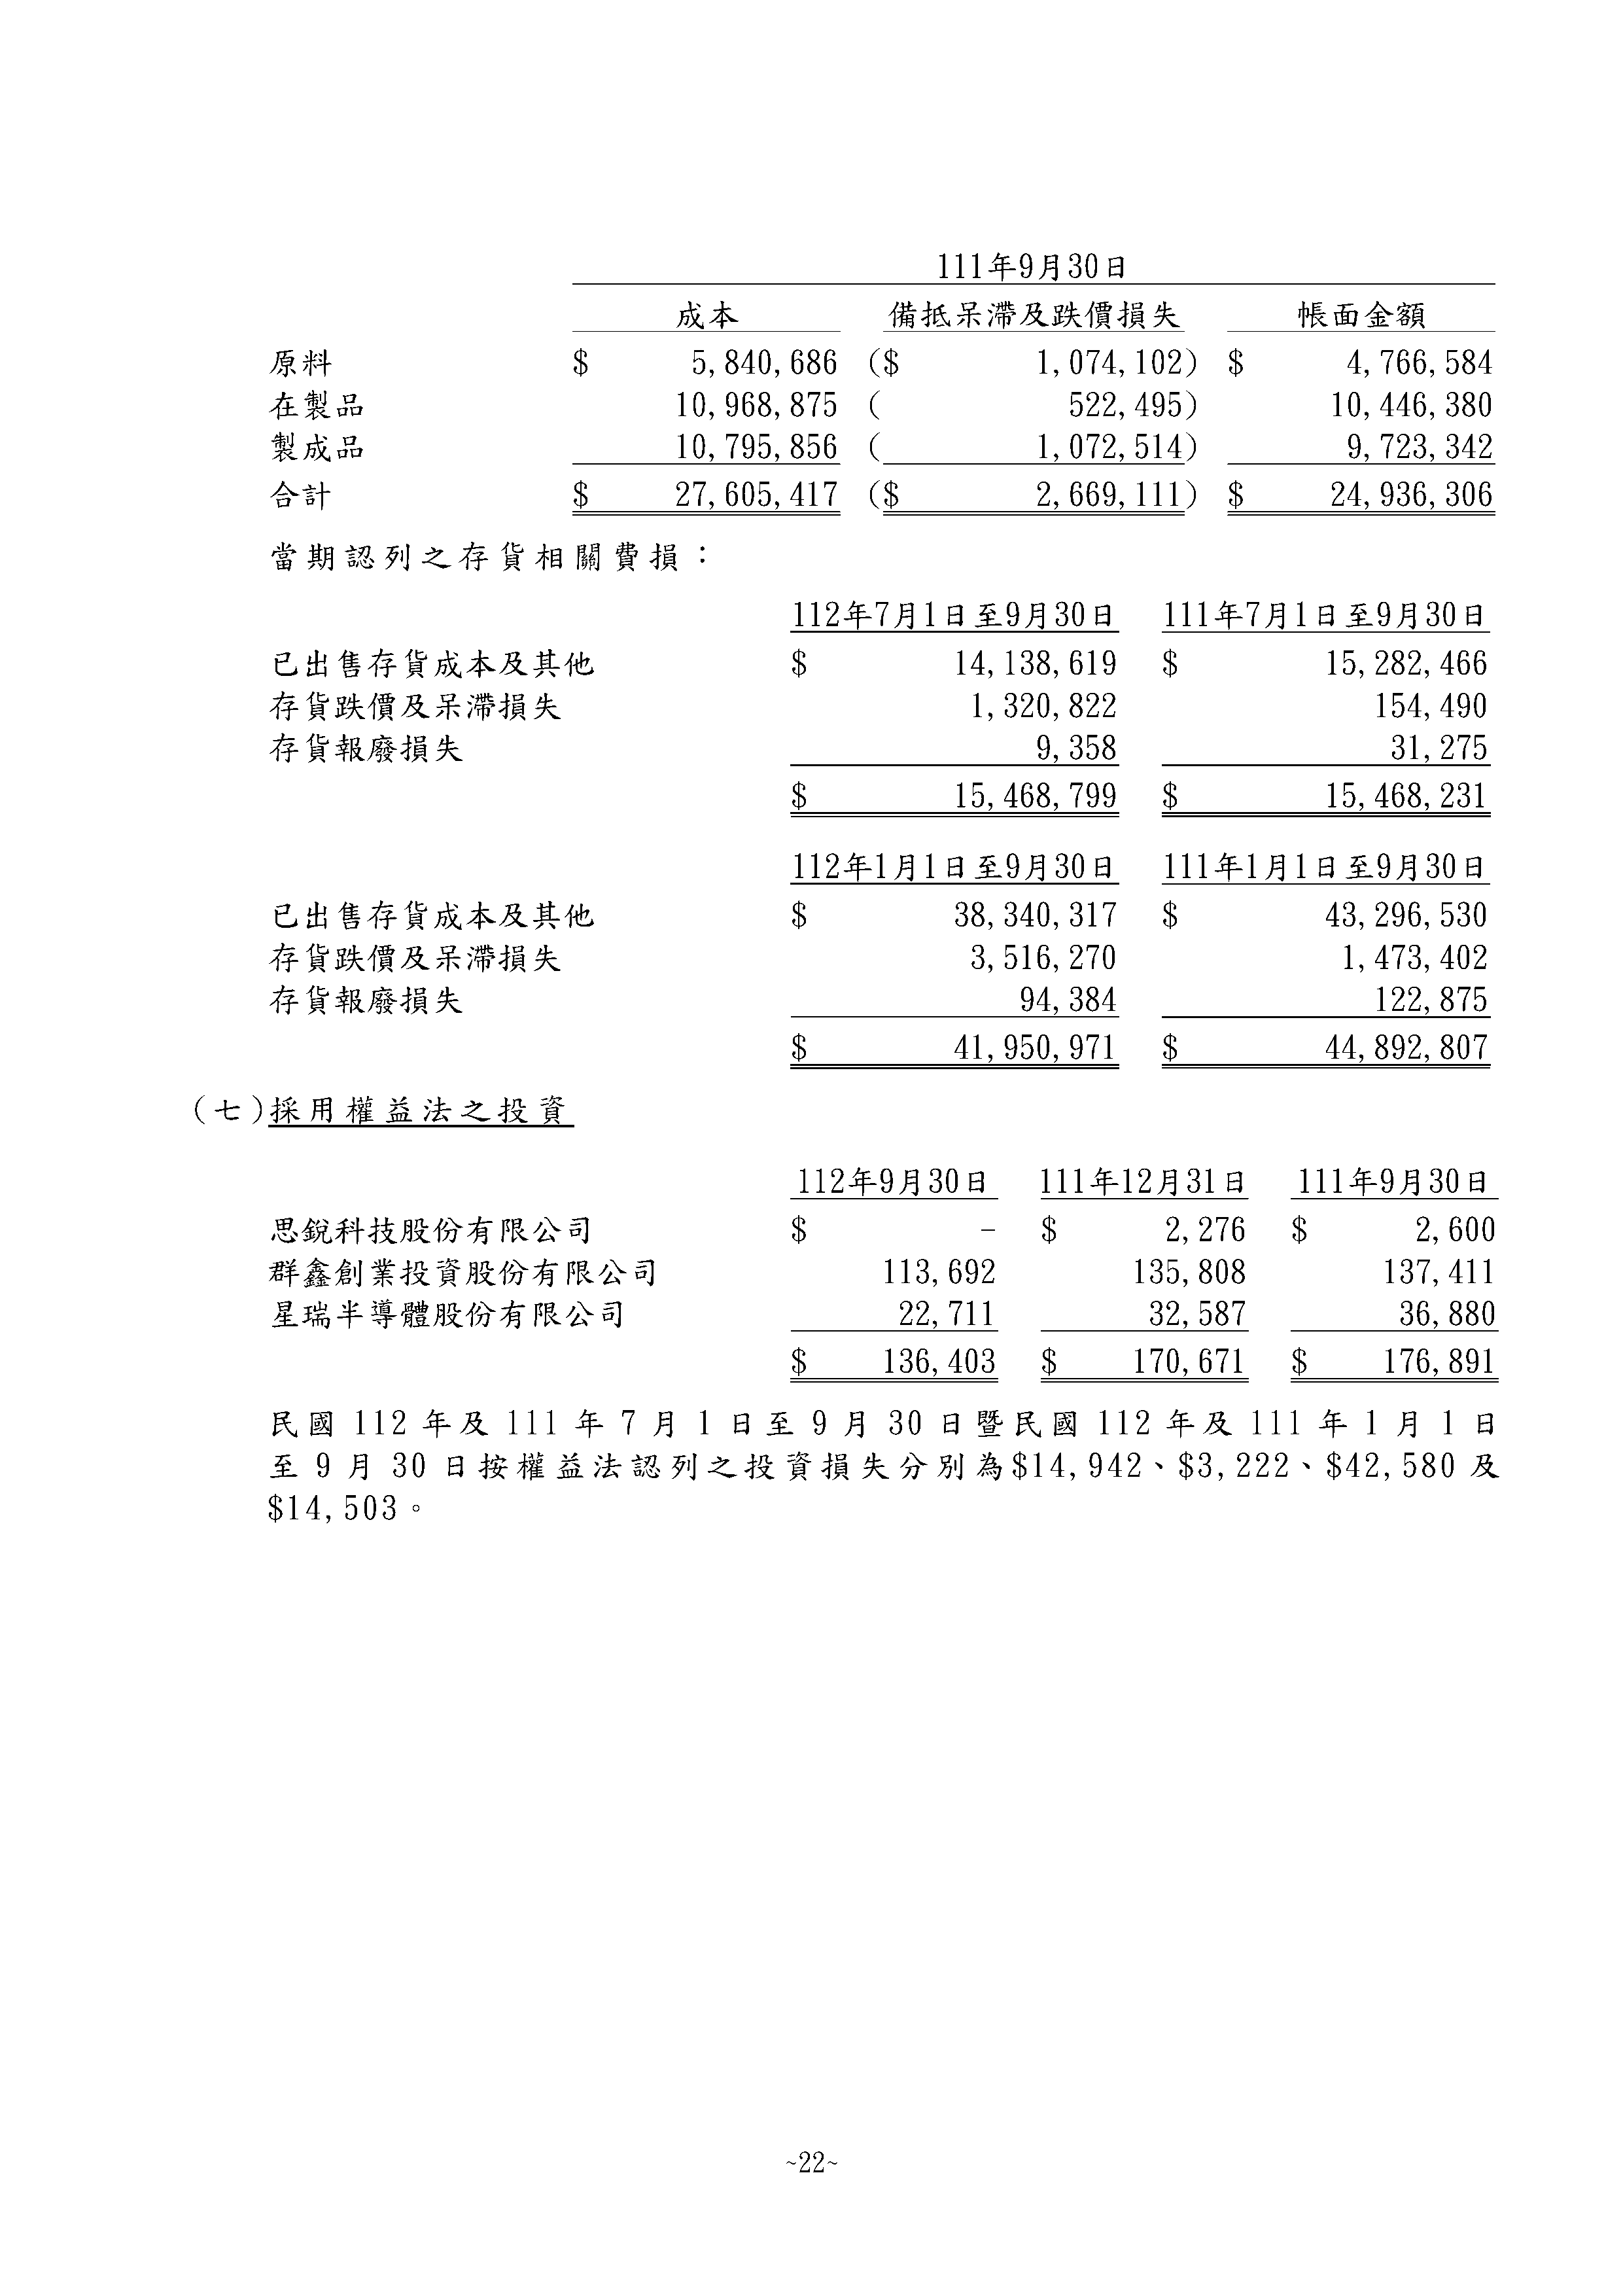 111年9月30日
成本 備抵呆滯及跌價損失 帳面金額
原料 $ 5,840,686 ($ 1,074,102) $ 4,766,584
在製品 10,968,875 ( 522,495) 10,446,380
製成品 10,795,856 ( 1,072,514) 9,723,342
合計 $ 27,605,417 ($ 2,669,111) $ 24,936,306
當期認列之存貨相關費損：
112年7月1日至9月30日 111年7月1日至9月30日
已出售存貨成本及其他 $ 14,138,619 $ 15,282,466
存貨跌價及呆滯損失 1,320,822 154,490
存貨報廢損失 9,358 31,275
$ 15,468,799 $ 15,468,231
112年1月1日至9月30日 111年1月1日至9月30日
已出售存貨成本及其他 $ 38,340,317 $ 43,296,530
存貨跌價及呆滯損失 3,516,270 1,473,402
存貨報廢損失 94,384 122,875
$ 41,950,971 $ 44,892,807
(七)採用權益法之投資
112年9月30日 111年12月31日 111年9月30日
思銳科技股份有限公司 $ – $ 2,276 $ 2,600
群鑫創業投資股份有限公司 113,692 135,808 137,411
星瑞半導體股份有限公司 22,711 32,587 36,880
$ 136,403 $ 170,671 $ 176,891
民國 112 年及 111 年 7 月 1 日至 9 月 30 日暨民國 112 年及 111 年 1 月 1 日
至 9 月 30 日按權益法認列之投資損失分別為$14,942、$3,222、$42,580 及
$14,503。
~22~